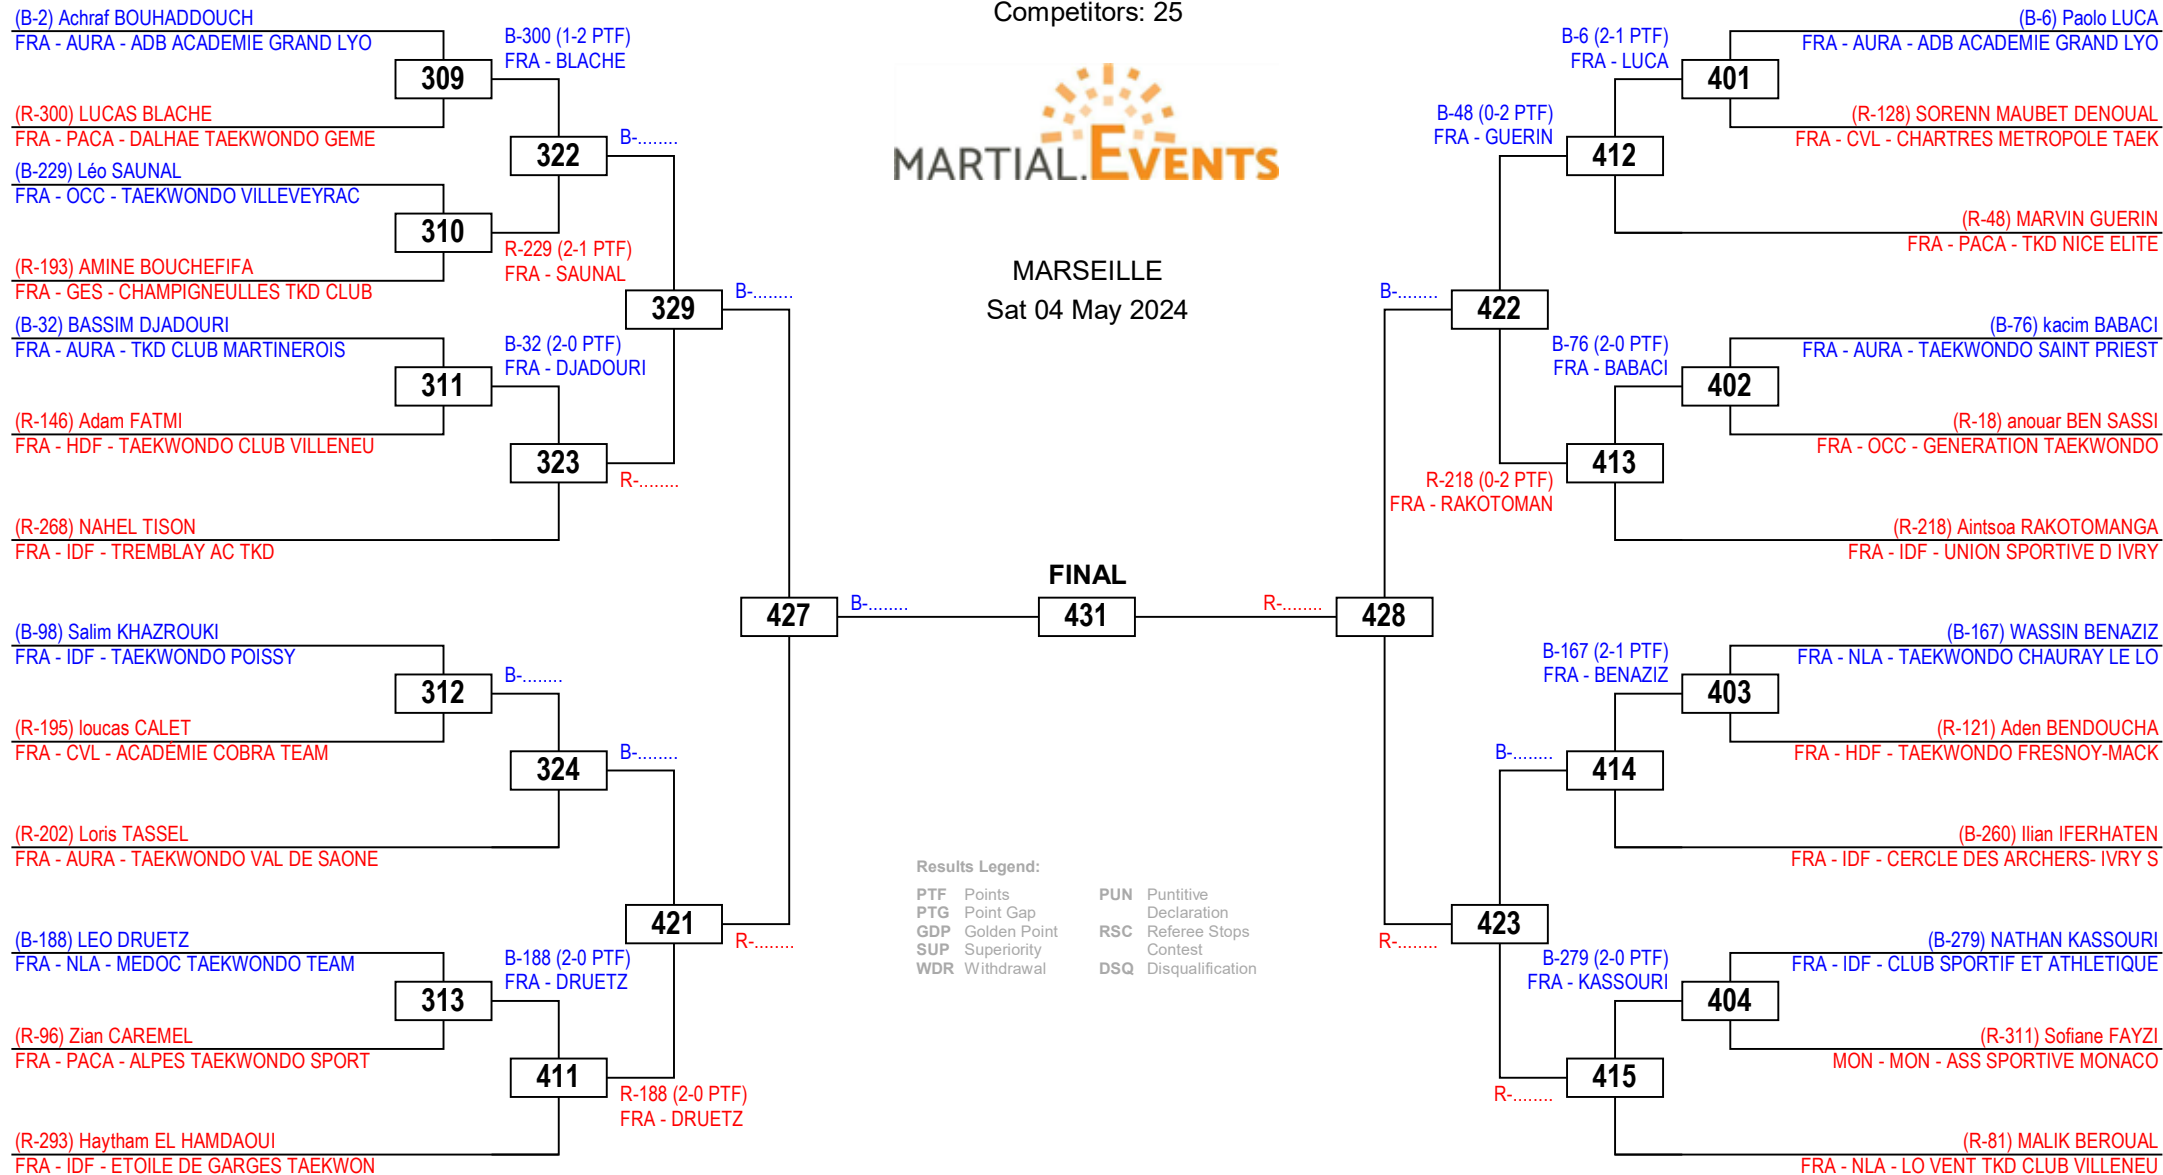 Competitors: 25
MARTIAL.EVENTS
MARSEILLE
Sat 04 May 2024
(B-2) Achraf BOUHADDOUCH
FRA - AURA - ADB ACADEMIE GRAND LYO
309
(R-300) LUCAS BLACHE
FRA - PACA - DALHAE TAEKWONDO GEME
B-300 (1-2 PTF)
FRA - BLACHE
322
B-........
(B-229) Léo SAUNAL
FRA - OCC - TAEKWONDO VILLEVEYRAC
310
(R-193) AMINE BOUCHEFIFA
FRA - GES - CHAMPIGNEULLES TKD CLUB
R-229 (2-1 PTF)
FRA - SAUNAL
329
B-........
(B-32) BASSIM DJADOURI
FRA - AURA - TKD CLUB MARTINEROIS
311
(R-146) Adam FATMI
FRA - HDF - TAEKWONDO CLUB VILLENEU
B-32 (2-0 PTF)
FRA - DJADOURI
323
R-........
(R-268) NAHEL TISON
FRA - IDF - TREMBLAY AC TKD
427
B-........
(B-98) Salim KHAZROUKI
FRA - IDF - TAEKWONDO POISSY
312
(R-195) loucas CALET
FRA - CVL - ACADÉMIE COBRA TEAM
B-........
324
B-........
(R-202) Loris TASSEL
FRA - AURA - TAEKWONDO VAL DE SAONE
421
R-........
(B-188) LEO DRUETZ
FRA - NLA - MEDOC TAEKWONDO TEAM
313
(R-96) Zian CAREMEL
FRA - PACA - ALPES TAEKWONDO SPORT
B-188 (2-0 PTF)
FRA - DRUETZ
411
R-188 (2-0 PTF)
FRA - DRUETZ
(R-293) Haytham EL HAMDAOUI
FRA - IDF - ETOILE DE GARGES TAEKWON
FINAL
431
Results Legend:
PTF Points
PTG Point Gap
GDP Golden Point
SUP Superiority
WDR Withdrawal
PUN Puntitive
Declaration
RSC Referee Stops
Contest
DSQ Disqualification
(B-6) Paolo LUCA
FRA - AURA - ADB ACADEMIE GRAND LYO
401
(R-128) SORENN MAUBET DENOUAL
FRA - CVL - CHARTRES METROPOLE TAEK
B-6 (2-1 PTF)
FRA - LUCA
412
B-48 (0-2 PTF)
FRA - GUERIN
(R-48) MARVIN GUERIN
FRA - PACA - TKD NICE ELITE
422
B-........
(B-76) kacim BABACI
FRA - AURA - TAEKWONDO SAINT PRIEST
402
(R-18) anouar BEN SASSI
FRA - OCC - GENERATION TAEKWONDO
B-76 (2-0 PTF)
FRA - BABACI
413
R-218 (0-2 PTF)
FRA - RAKOTOMAN
(R-218) Aintsoa RAKOTOMANGA
FRA - IDF - UNION SPORTIVE D IVRY
428
R-........
(B-167) WASSIN BENAZIZ
FRA - NLA - TAEKWONDO CHAURAY LE LO
403
(R-121) Aden BENDOUCHA
FRA - HDF - TAEKWONDO FRESNOY-MACK
B-167 (2-1 PTF)
FRA - BENAZIZ
414
B-........
(B-260) Ilian IFERHATEN
FRA - IDF - CERCLE DES ARCHERS- IVRY S
423
R-........
(B-279) NATHAN KASSOURI
FRA - IDF - CLUB SPORTIF ET ATHLETIQUE
404
(R-311) Sofiane FAYZI
MON - MON - ASS SPORTIVE MONACO
B-279 (2-0 PTF)
FRA - KASSOURI
415
R-........
(R-81) MALIK BEROUAL
FRA - NLA - LO VENT TKD CLUB VILLENEU